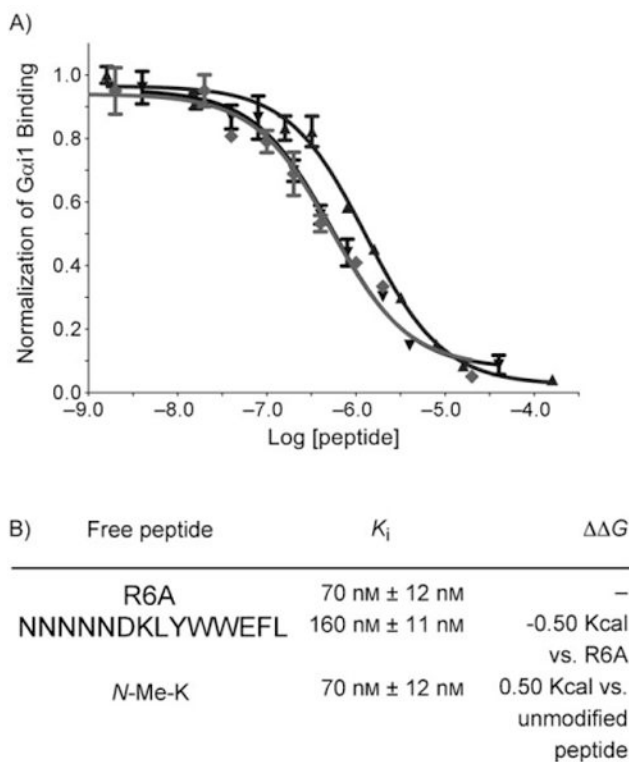 A)
Normalization of Gαi1 Binding
1.0
0.8
0.6
0.4
0.2
0.0
–9.0 –8.0 –7.0 –6.0 –5.0 –4.0
Log [peptide]
B) Free peptide Ki ΔΔG
R6A 70 nM ± 12 nM –
NNNNNDKLYWWEFL 160 nM ± 11 nM -0.50 Kcal
vs. R6A
N-Me-K 70 nM ± 12 nM 0.50 Kcal vs.
unmodified
peptide